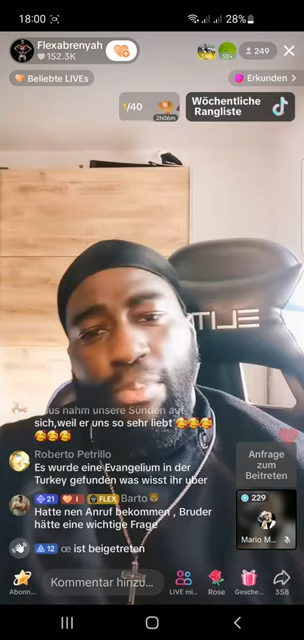 18:00
28%
Flexabrenyah
152.3K
50+
249
Beliebte LIVEs
Erkunden >
1/40
2h06m
Wöchentliche
Rangliste
nahm unsere Sünden auf
sich,weil er uns so sehr liebt 🥰🥰🥰
🥰🥰🥰
Roberto Petrillo
Es wurde eine Evangelium in der
Turkey gefunden was wisst ihr uber
21 I FLEX Barto
Hatte nen Anruf bekommen , Bruder
hätte eine wichtige Frage
12 œ ist beigetreten
Anfrage
zum
Beitreten
229
Mario M...
Kommentar hinzu...
Abonn...
LIVE mi...
Rose
Gesche...
358